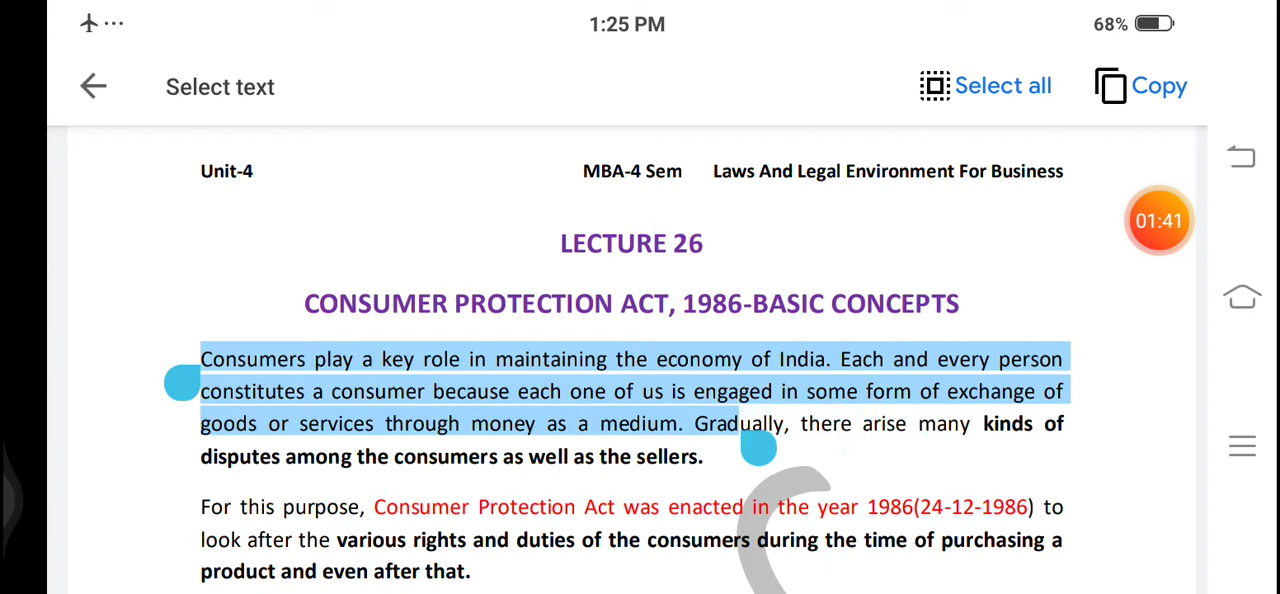 1:25 PM
68%
Select text
Select all
Copy
Unit-4 MBA-4 Sem Laws And Legal Environment For Business
01:41
LECTURE 26
CONSUMER PROTECTION ACT, 1986-BASIC CONCEPTS
Consumers play a key role in maintaining the economy of India. Each and every person
constitutes a consumer because each one of us is engaged in some form of exchange of
goods or services through money as a medium. Gradually, there arise many kinds of
disputes among the consumers as well as the sellers.
For this purpose, Consumer Protection Act was enacted in the year 1986(24-12-1986) to
look after the various rights and duties of the consumers during the time of purchasing a
product and even after that.